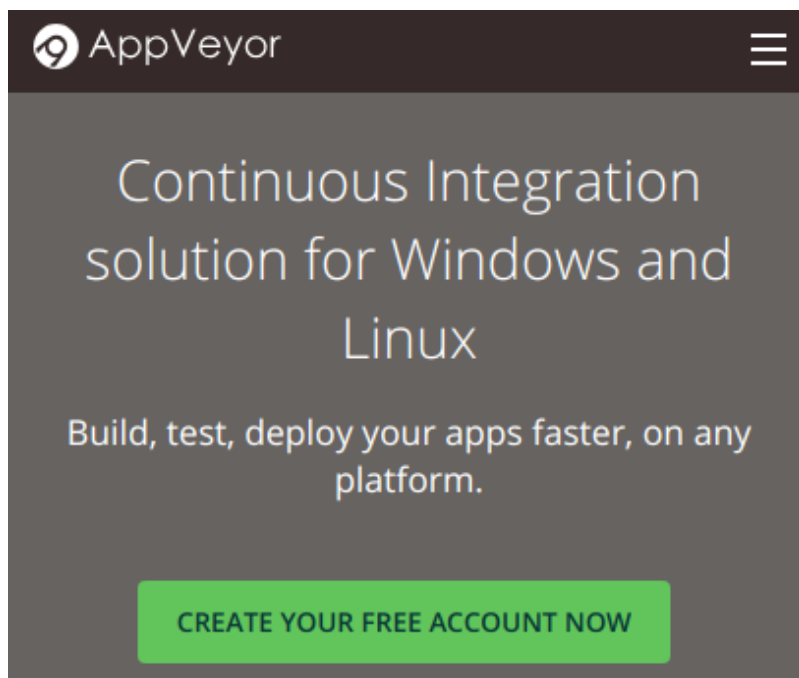 AppVeyor
Continuous Integration
solution for Windows and
Linux
Build, test, deploy your apps faster, on any
platform.
CREATE YOUR FREE ACCOUNT NOW